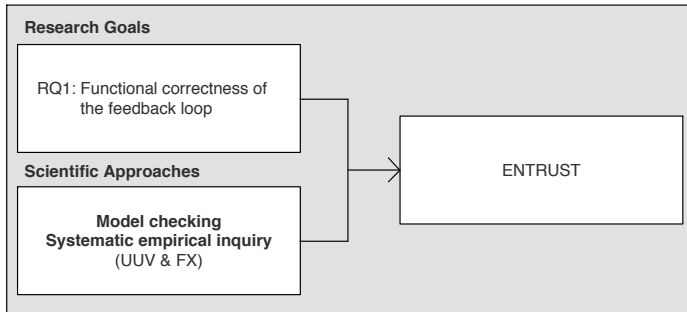 Research Goals
RQ1: Functional correctness of
the feedback loop
Scientific Approaches
Model checking
Systematic empirical inquiry
(UUV & FX)
ENTRUST